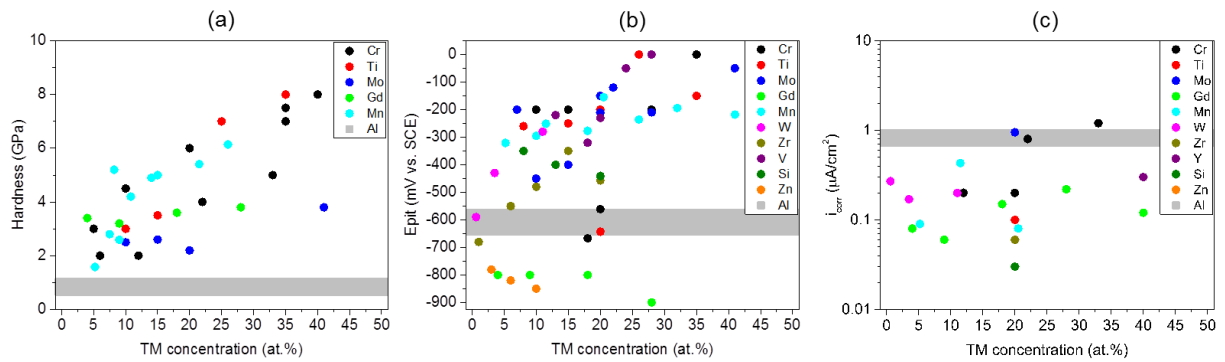 (a)
10
8
6
4
2
0
Hardness (GPa)
0 5 10 15 20 25 30 35 40 45 50
TM concentration (at.%)
Cr
Ti
Mo
Gd
Mn
Al
(b)
0
-100
-200
-300
-400
-500
-600
-700
-800
-900
Epit (mV vs. SCE)
0 5 10 15 20 25 30 35 40 45 50
TM concentration (at.%)
Cr
Ti
Mo
Gd
Mn
W
Zr
V
Si
Zn
Al
(c)
10
1
0.1
0.01
i_corr (μA/cm²)
0 5 10 15 20 25 30 35 40 45 50
TM concentration (at.%)
Cr
Ti
Mo
Gd
Mn
W
Zr
Y
Si
Al